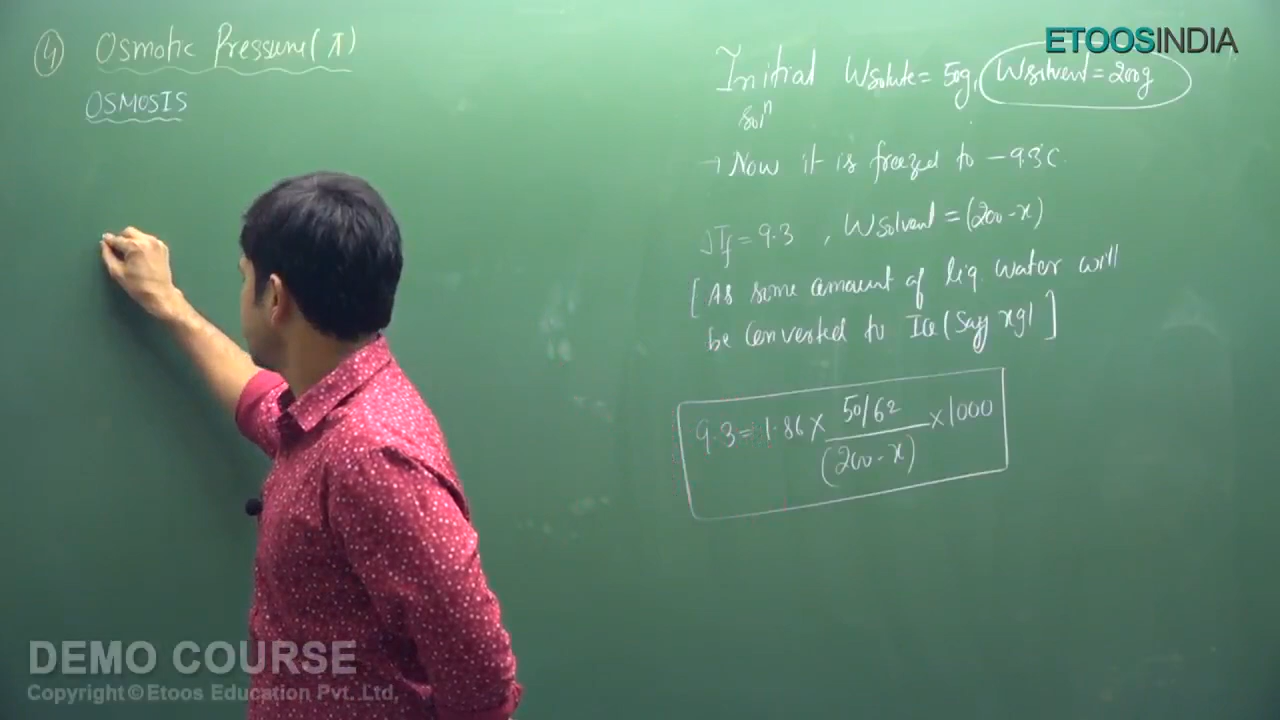 ④ Osmotic Pressure (π)
OSMOSIS
ETOOSINDIA
Initial Wsolute = 50g, Wsolvent = 200g
solⁿ
→ Now it is freezed to -9.3°C.
ΔTf = 9.3 , Wsolvent = (200-x)
[As some amount of liq. water will
be converted to Ice (Say xg)]
9.3 = 1.86 × 50/62 / (200-x) × 1000
DEMO COURSE
Copyright © Etoos Education Pvt. Ltd.